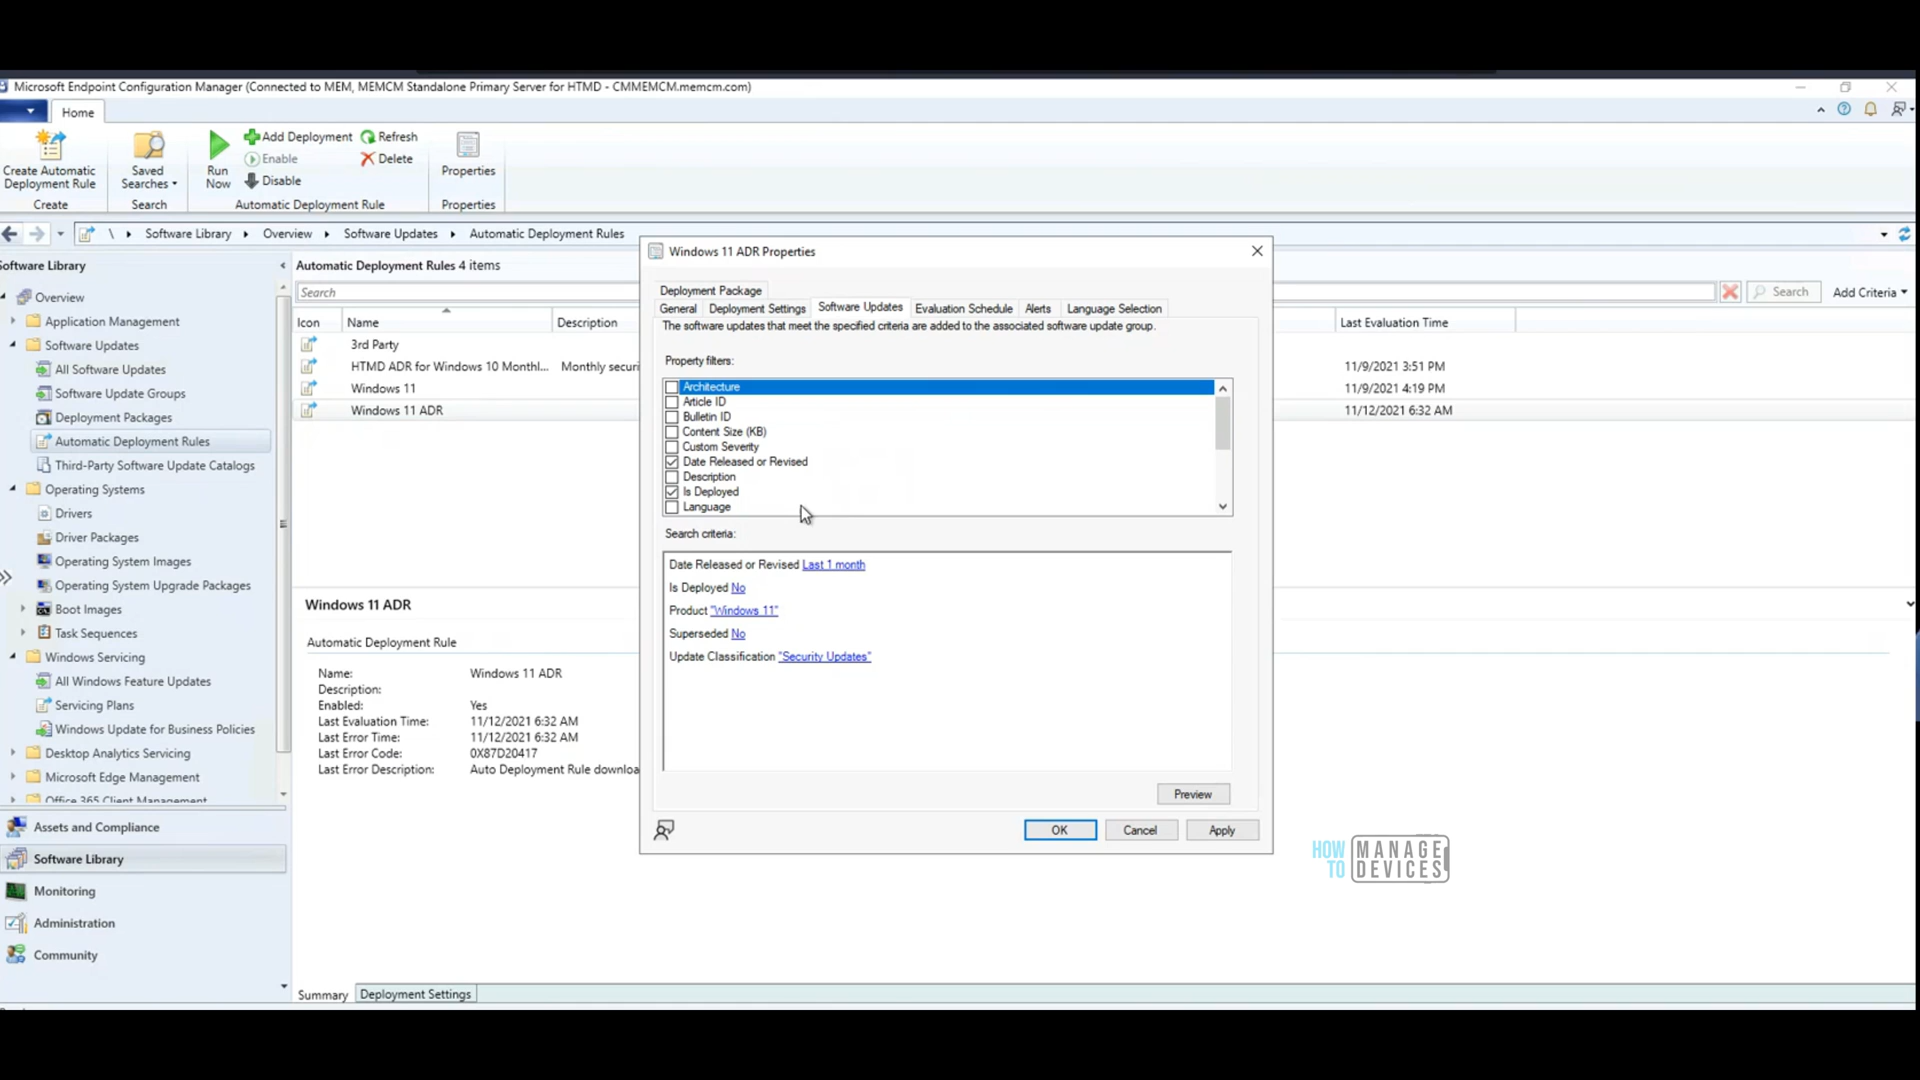 Microsoft Endpoint Configuration Manager (Connected to MEM, MEMCM Standalone Primary Server for HTMD - CMMEMCM.memcm.com)
Home
Create Automatic Deployment Rule
Create
Saved Searches
Search
Run Now
Add Deployment
Enable
Disable
Refresh
Delete
Automatic Deployment Rule
Properties
Properties
\ Software Library Overview Software Updates Automatic Deployment Rules
Software Library
Overview
Application Management
Software Updates
All Software Updates
Software Update Groups
Deployment Packages
Automatic Deployment Rules
Third-Party Software Update Catalogs
Operating Systems
Drivers
Driver Packages
Operating System Images
Operating System Upgrade Packages
Boot Images
Task Sequences
Windows Servicing
All Windows Feature Updates
Servicing Plans
Windows Update for Business Policies
Desktop Analytics Servicing
Microsoft Edge Management
Office 365 Client Management
Assets and Compliance
Software Library
Monitoring
Administration
Community
Automatic Deployment Rules 4 items
Search
Search
Add Criteria
Icon Name Description Last Evaluation Time
3rd Party
HTMD ADR for Windows 10 Monthl... Monthly securi 11/9/2021 3:51 PM
Windows 11 11/9/2021 4:19 PM
Windows 11 ADR 11/12/2021 6:32 AM
Windows 11 ADR
Automatic Deployment Rule
Name: Windows 11 ADR
Description:
Enabled: Yes
Last Evaluation Time: 11/12/2021 6:32 AM
Last Error Time: 11/12/2021 6:32 AM
Last Error Code: 0X87D20417
Last Error Description: Auto Deployment Rule downloa
Summary Deployment Settings
Windows 11 ADR Properties
Deployment Package
General Deployment Settings Software Updates Evaluation Schedule Alerts Language Selection
The software updates that meet the specified criteria are added to the associated software update group.
Property filters:
Architecture
Article ID
Bulletin ID
Content Size (KB)
Custom Severity
Date Released or Revised
Description
Is Deployed
Language
Search criteria:
Date Released or Revised Last 1 month
Is Deployed No
Product "Windows 11"
Superseded No
Update Classification "Security Updates"
Preview
OK Cancel Apply
HOW TO MANAGE DEVICES